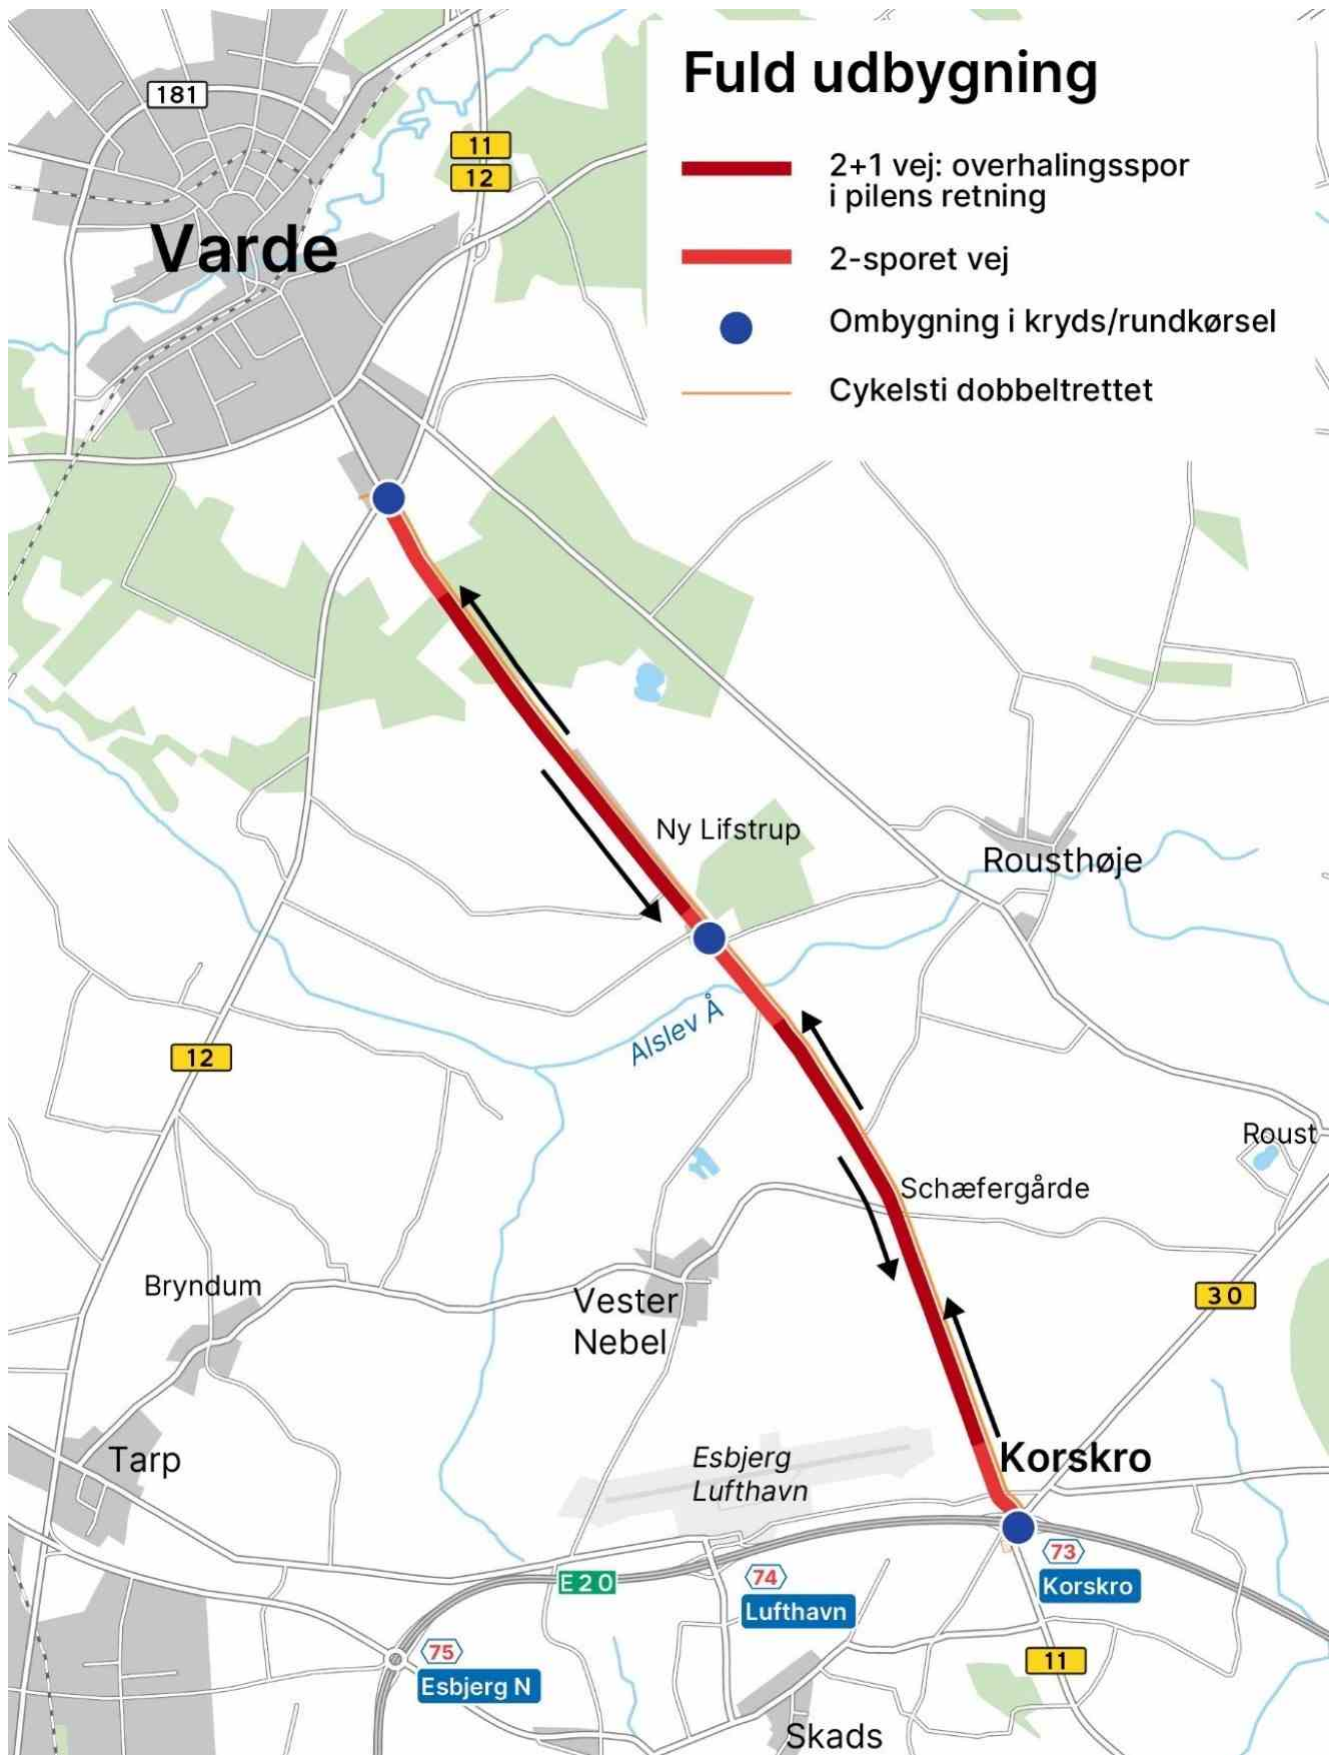 Fuld udbygning
2+1 vej: overhalingsspor
i pilens retning
2-sporet vej
Ombygning i kryds/rundkørsel
Cykelsti dobbeltrettet
181
11
12
Varde
Ny Lifstrup
Rousthøje
Alslev Å
12
Roust
Schæfergårde
Bryndum
Vester
Nebel
30
Tarp
Esbjerg
Lufthavn
Korskro
73
Korskro
E20
74
Lufthavn
75
Esbjerg N
11
Skads